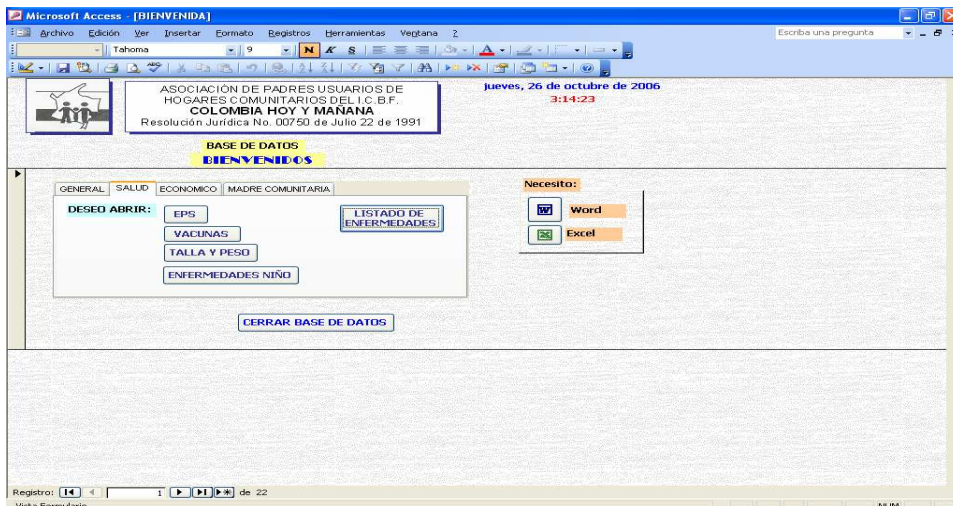 Microsoft Access - [BIENVENIDA]
Archivo Edición Ver Insertar Formato Registros Herramientas Ventana ?
Escriba una pregunta
Tahoma 9 N K S
ASOCIACIÓN DE PADRES USUARIOS DE
HOGARES COMUNITARIOS DEL I.C.B.F.
COLOMBIA HOY Y MAÑANA
Resolución Jurídica No. 00750 de Julio 22 de 1991
jueves, 26 de octubre de 2006
3:14:23
BASE DE DATOS
BIENVENIDOS
GENERAL SALUD ECONOMICO MADRE COMUNITARIA
DESEO ABRIR:
EPS
VACUNAS
TALLA Y PESO
ENFERMEDADES NIÑO
LISTADO DE
ENFERMEDADES
Necesito:
Word
Excel
CERRAR BASE DE DATOS
Registro: 1 de 22
Vista Formulario NUM